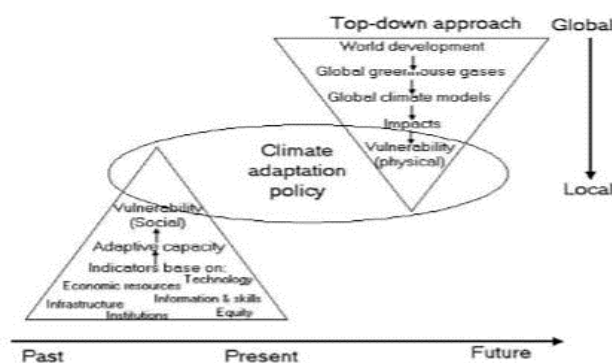 Top-down approach
Global
World development
Global greenhouse gases
Global climate models
Impacts
Vulnerability
(physical)
Climate
adaptation
policy
Local
Vulnerability
(Social)
Adaptive capacity
Indicators base on:
Technology
Economic resources
Information & skills
Infrastructure
Equity
Institutions
Past
Present
Future